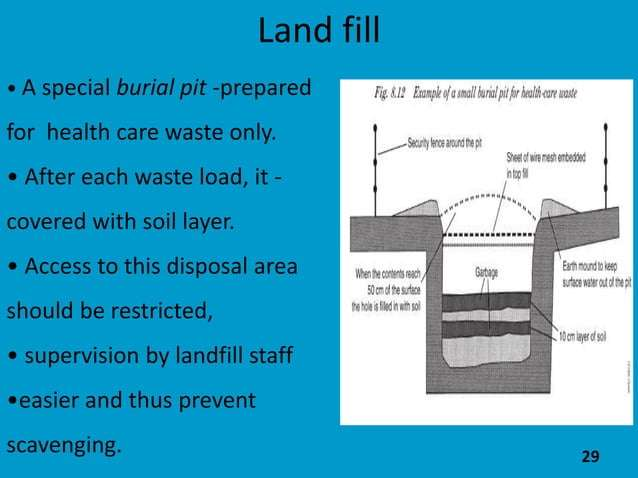 Land fill
• A special burial pit -prepared
for  health care waste only.
• After each waste load, it -
covered with soil layer.
• Access to this disposal area
should be restricted,
• supervision by landfill staff
•easier and thus prevent
scavenging.
Fig. 8.12  Example of a small burial pit for health-care waste
Security fence around the pit
Sheet of wire mesh embedded
in top fill
When the contents reach
50 cm of the surface
the hole is filled in with soil
Garbage
Earth mound to keep
surface water out of the pit
10 cm layer of soil
29